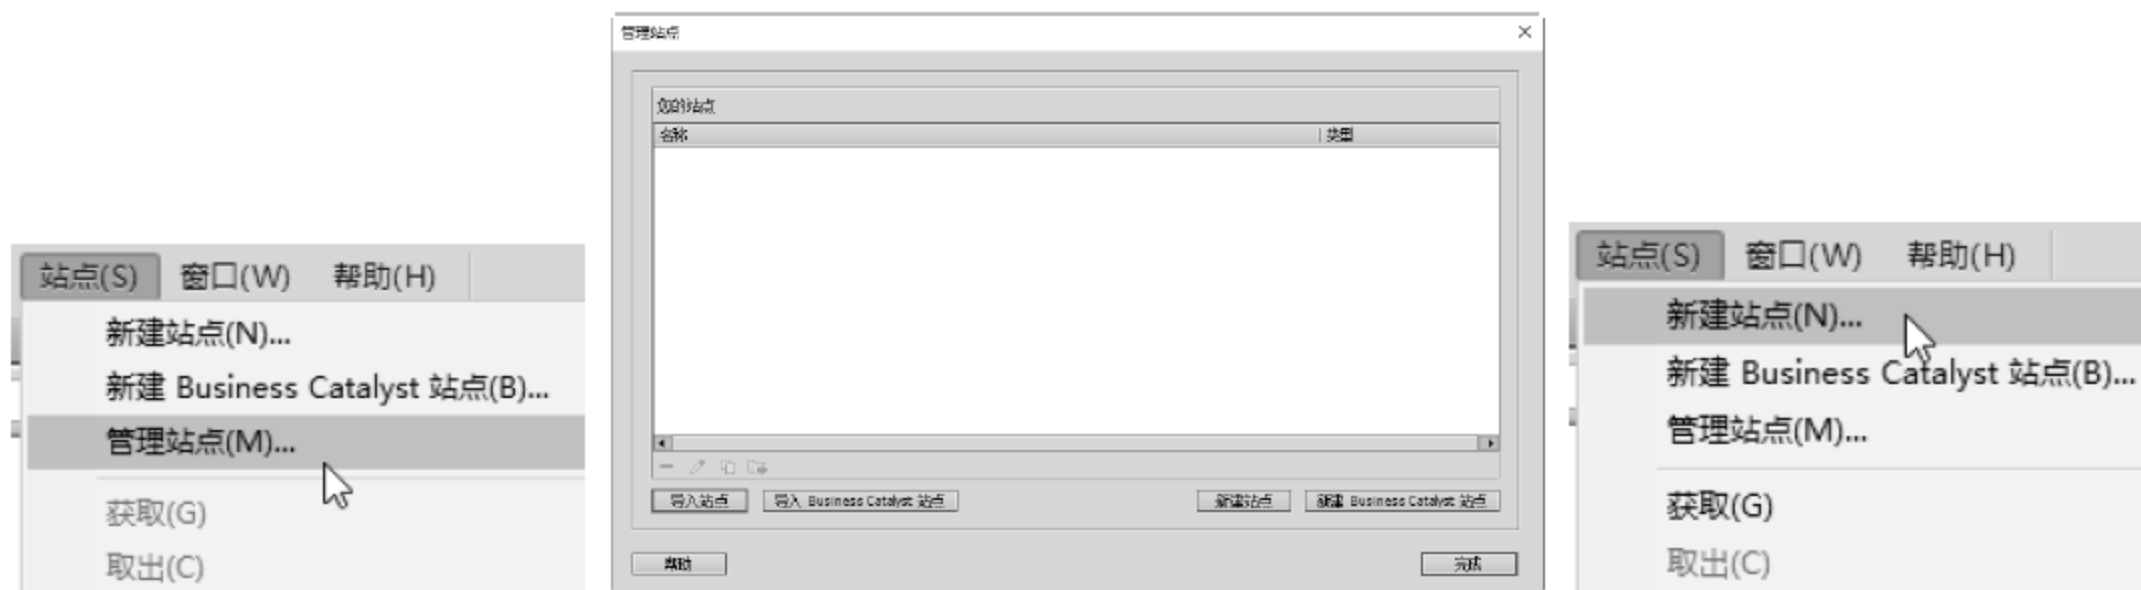 站点(S) 窗口(W) 帮助(H)
新建站点(N)...
新建 Business Catalyst 站点(B)...
管理站点(M)...
获取(G)
取出(C)
管理站点
您的站点
名称 类型
导入站点 导入 Business Catalyst 站点 新建站点 新建 Business Catalyst 站点
帮助 完成
站点(S) 窗口(W) 帮助(H)
新建站点(N)...
新建 Business Catalyst 站点(B)...
管理站点(M)...
获取(G)
取出(C)